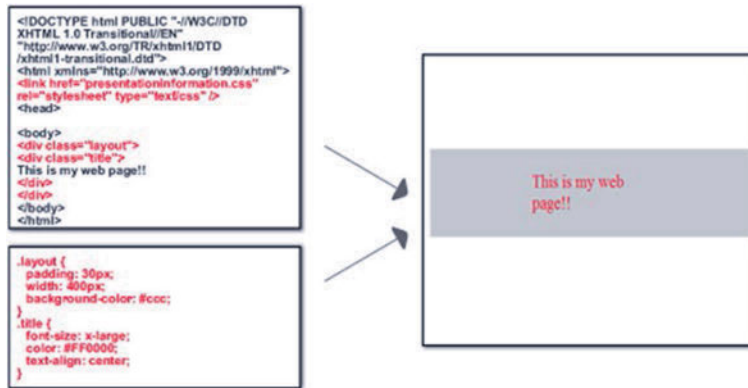 <!DOCTYPE html PUBLIC "-//W3C//DTD
XHTML 1.0 Transitional//EN"
"http://www.w3.org/TR/xhtml1/DTD
/xhtml1-transitional.dtd">
<html xmlns="http://www.w3.org/1999/xhtml">
<link href="presentationinformation.css"
rel="stylesheet" type="text/css" />
<head>
<body>
<div class="layout">
<div class="title">
This is my web page!!
</div>
</div>
</body>
</html>
.layout {
padding: 30px;
width: 400px;
background-color: #ccc;
}
.title {
font-size: x-large;
color: #FF0000;
text-align: center;
}
This is my web
page!!